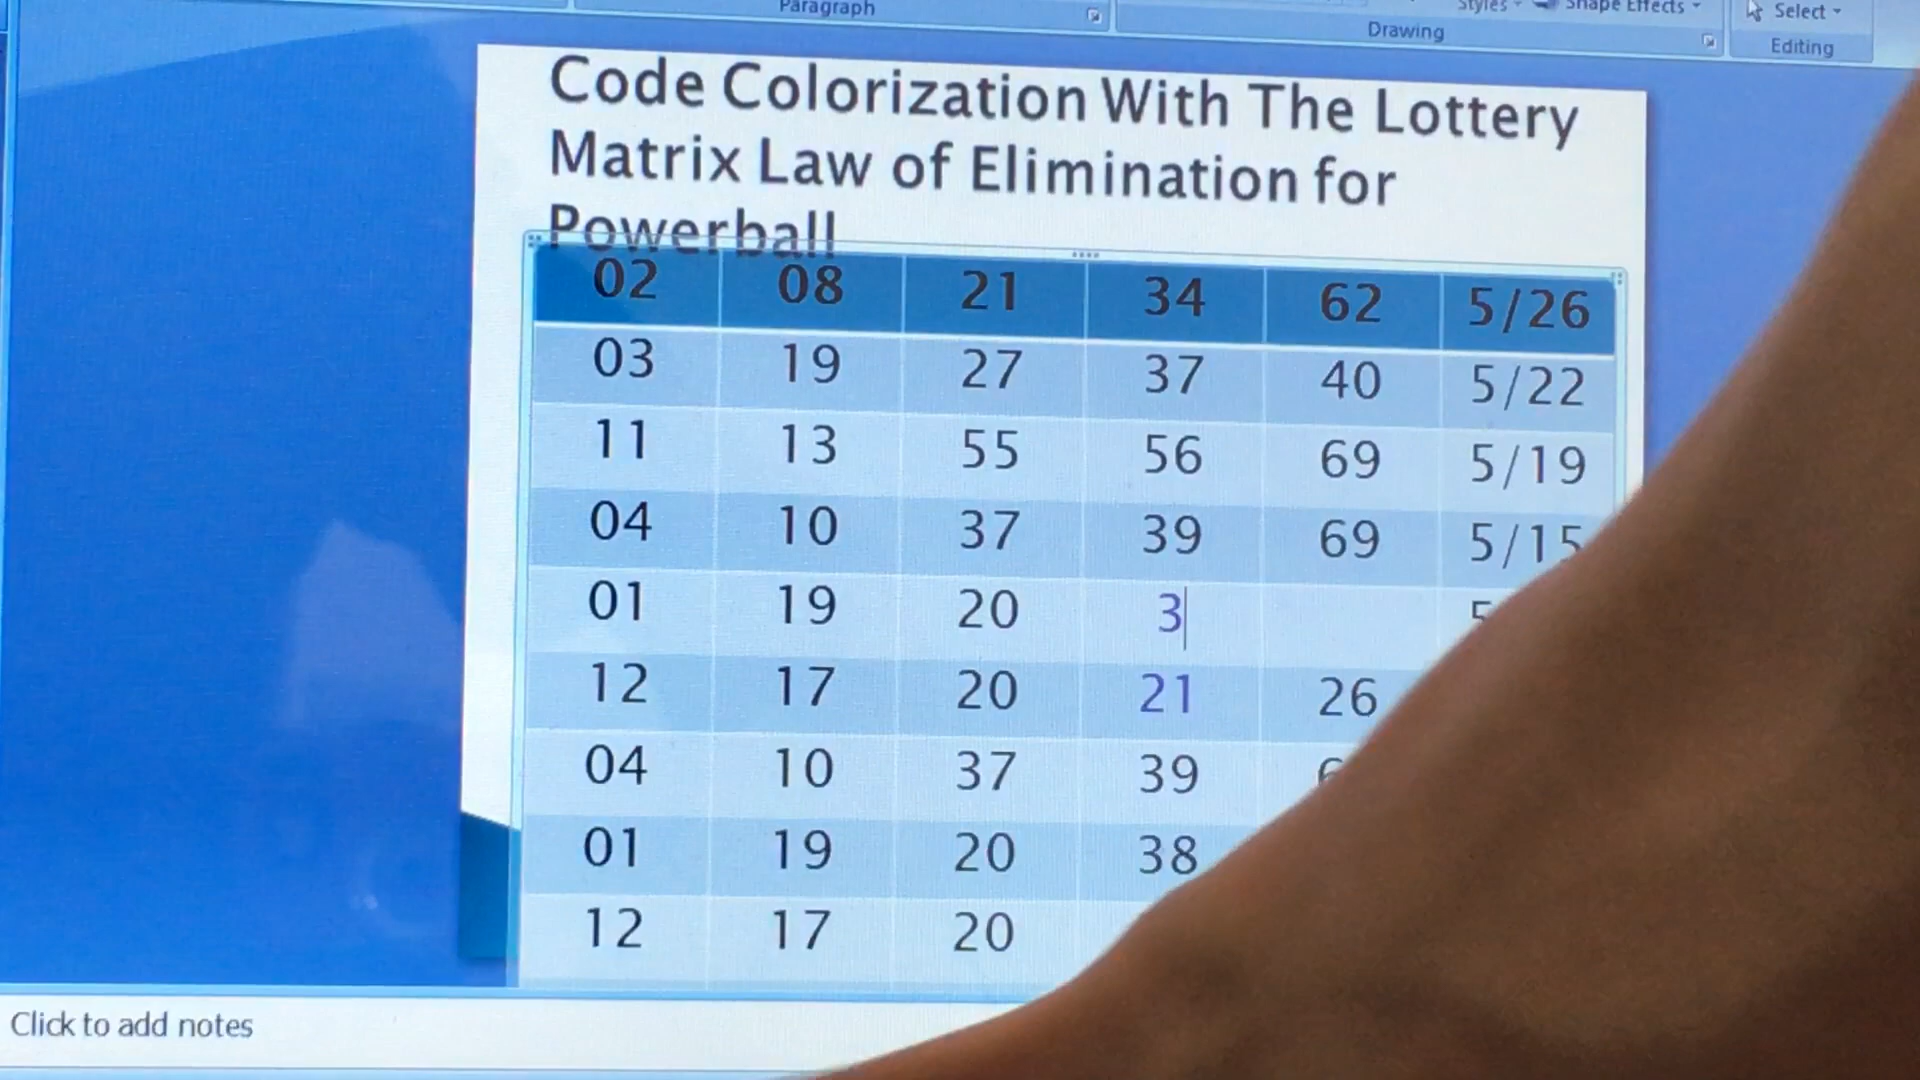 Paragraph
Styles
Shape Effects
Select
Drawing
Editing
Code Colorization With The Lottery
Matrix Law of Elimination for
Powerball
02 08 21 34 62 5/26
03 19 27 37 40 5/22
11 13 55 56 69 5/19
04 10 37 39 69 5/15
01 19 20 3
12 17 20 21 26
04 10 37 39
01 19 20 38
12 17 20
Click to add notes